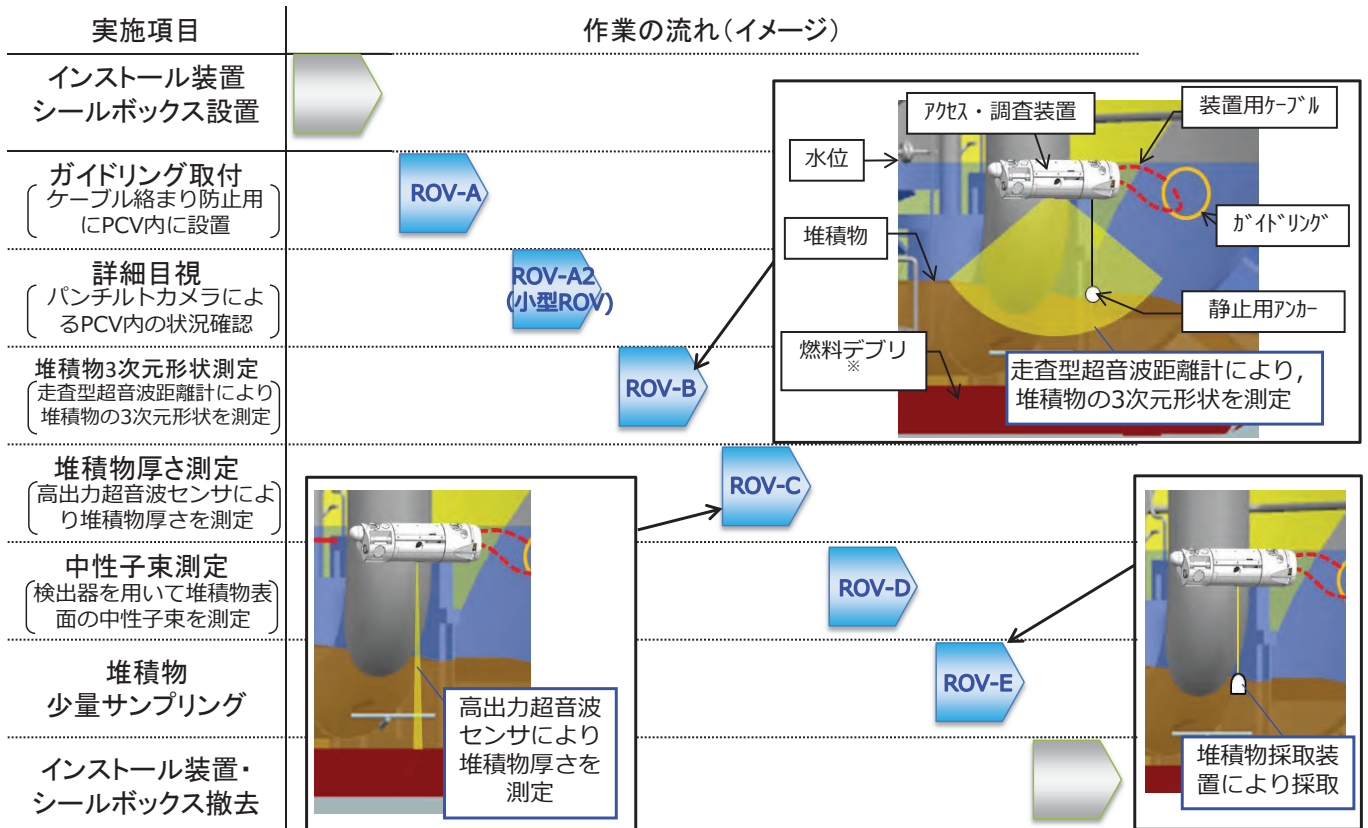 実施項目
作業の流れ(イメージ)
インストール装置
シールボックス設置
ガイドリング取付
ケーブル絡まり防止用
にPCV内に設置
ROV-A
詳細目視
パンチルトカメラによ
るPCV内の状況確認
ROV-A2
(小型ROV)
堆積物3次元形状測定
走査型超音波距離計により
堆積物の3次元形状を測定
ROV-B
アクセス・調査装置
装置用ケーブル
水位
堆積物
ガイドリング
静止用アンカー
燃料デブリ
※
走査型超音波距離計により,
堆積物の3次元形状を測定
堆積物厚さ測定
高出力超音波センサによ
り堆積物厚さを測定
ROV-C
中性子束測定
検出器を用いて堆積物表
面の中性子束を測定
ROV-D
堆積物
少量サンプリング
ROV-E
高出力超音波
センサにより
堆積物厚さを
測定
堆積物採取装
置により採取
インストール装置・
シールボックス撤去